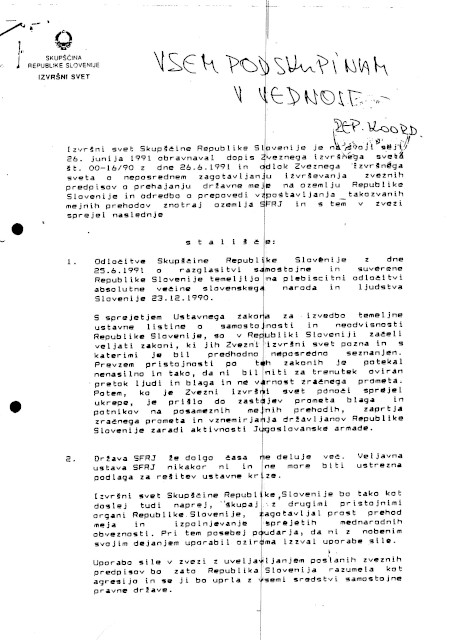 SKUPŠČINA
REPUBLIKE SLOVENIJE
IZVRŠNI SVET
VSEM PODSKUPINAM
V VEDNOST
REP. KOORD.
Izvršni svet Skupščine Republike Slovenije je na svoji seji
26. junija 1991 obravnaval dopis Zveznega izvršnega sveta
št. 00-16/90 z dne 26.6.1991 in odlok Zveznega izvršnega
sveta o neposrednem zagotavljanju izvrševanja zveznih
predpisov o prehajanju državne meje na ozemlju Republike
Slovenije in odredbo o prepovedi vzpostavljanja takozvanih
mejnih prehodov znotraj ozemlja SFRJ in s tem v zvezi
sprejel naslednje
s t a l i š č e :
1. Odločitve Skupščine Republike Slovenije z dne
25.6.1991 o razglasitvi samostojne in suverene
Republike Slovenije temeljijo na plebiscitni odločitvi
absolutne večine slovenskega naroda in ljudstva
Slovenije 23.12.1990.
S sprejetjem Ustavnega zakona za izvedbo temeljne
ustavne listine o samostojnosti in neodvisnosti
Republike Slovenije, so v Republiki Sloveniji začeli
veljati zakoni, ki jih Zvezni izvršni svet pozna in s
katerimi je bil predhodno neposredno seznanjen.
Prevzem pristojnosti po teh zakonih je potekal
nenasilno in tako, da ni bil niti za trenutek oviran
pretok ljudi in blaga in ne varnost zračnega prometa.
Potem, ko je Zvezni izvršni svet ponoči sprejel
ukrepe, je prišlo do zastojev prometa blaga in
potnikov na posameznih mejnih prehodih, zaprtja
zračnega prometa in vznemirjanja državljanov Republike
Slovenije zaradi aktivnosti Jugoslovanske armade.
2. Država SFRJ že dolgo časa ne deluje več. Veljavna
ustava SFRJ nikakor ni in ne more biti ustrezna
podlaga za rešitev ustavne krize.
Izvršni svet Skupščine Republike Slovenije bo tako kot
doslej tudi naprej, skupaj z drugimi pristojnimi
organi Republike Slovenije, zagotavljal prost prehod
meja in izpolnjevanje sprejetih mednarodnih
obveznosti. Pri tem posebej poudarja, da ni z nobenim
svojim dejanjem uporabil oziroma izzval uporabe sile.
Uporabo sile v zvezi z uveljavljanjem poslanih zveznih
predpisov bo zato Republika Slovenija razumela kot
agresijo in se ji bo uprla z vsemi sredstvi samostojne
pravne države.